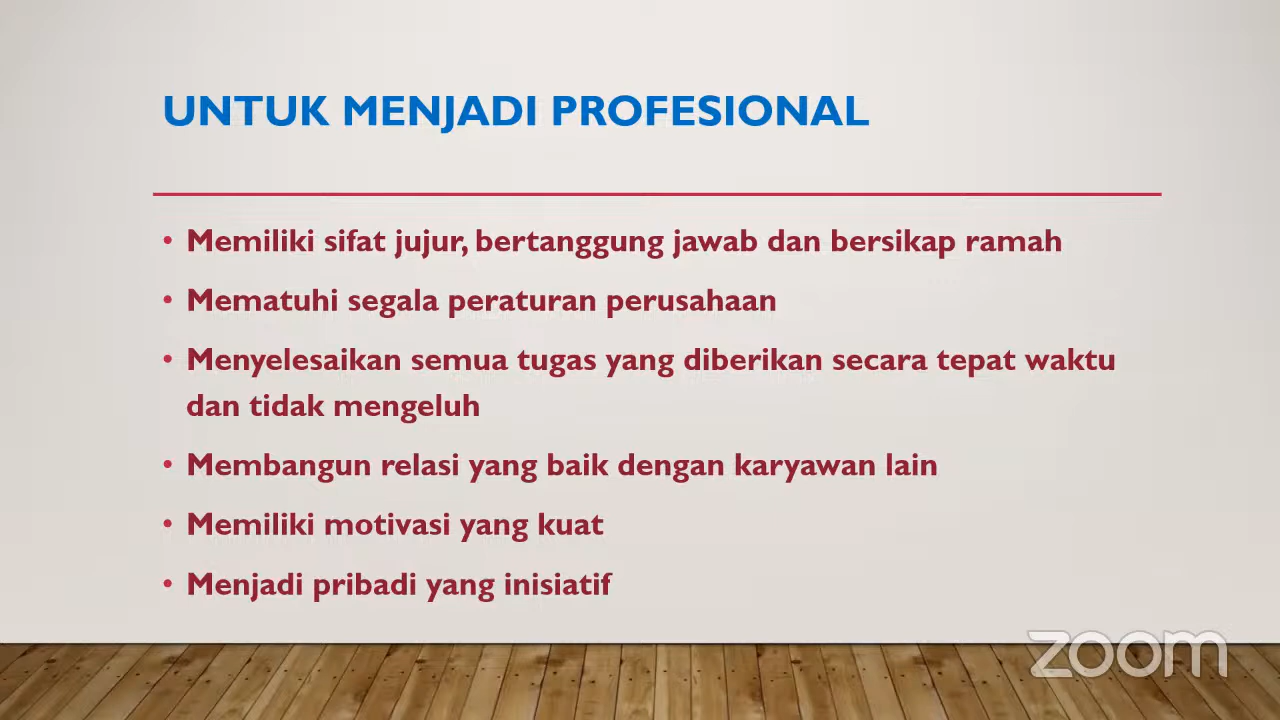 UNTUK MENJADI PROFESIONAL
• Memiliki sifat jujur, bertanggung jawab dan bersikap ramah
• Mematuhi segala peraturan perusahaan
• Menyelesaikan semua tugas yang diberikan secara tepat waktu
dan tidak mengeluh
• Membangun relasi yang baik dengan karyawan lain
• Memiliki motivasi yang kuat
• Menjadi pribadi yang inisiatif
zoom